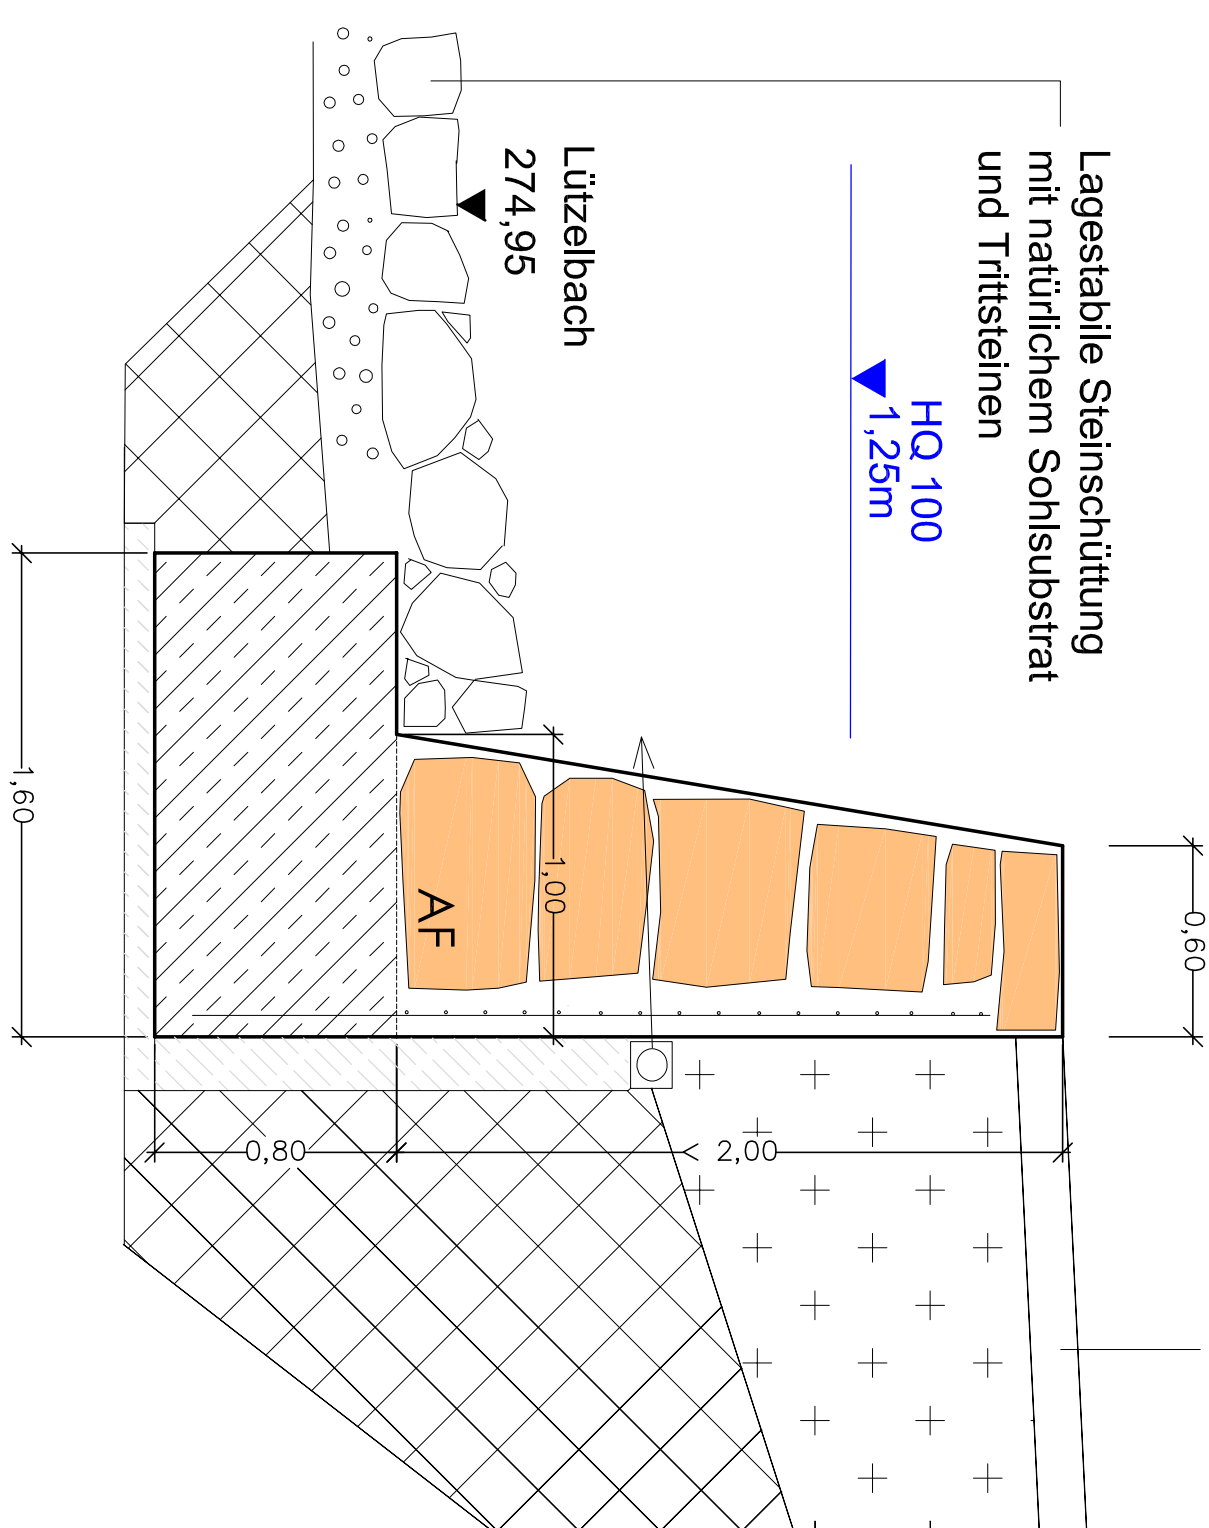 Lagestabile Steinschüttung
mit natürlichem Sohlsubstrat
und Trittsteinen
HQ 100
1,25m
Lützelbach
274,95
0,60
1,00
AF
1,60
0,80
< 2,00